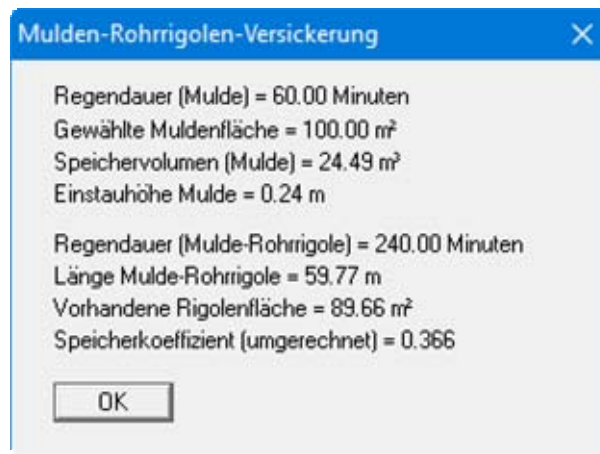 Mulden-Rohrrigolen-Versickerung
Regendauer (Mulde) = 60.00 Minuten
Gewählte Muldenfläche = 100.00 m²
Speichervolumen (Mulde) = 24.49 m³
Einstauhöhe Mulde = 0.24 m
Regendauer (Mulde-Rohrrigole) = 240.00 Minuten
Länge Mulde-Rohrrigole = 59.77 m
Vorhandene Rigolenfläche = 89.66 m²
Speicherkoeffizient (umgerechnet) = 0.366
OK